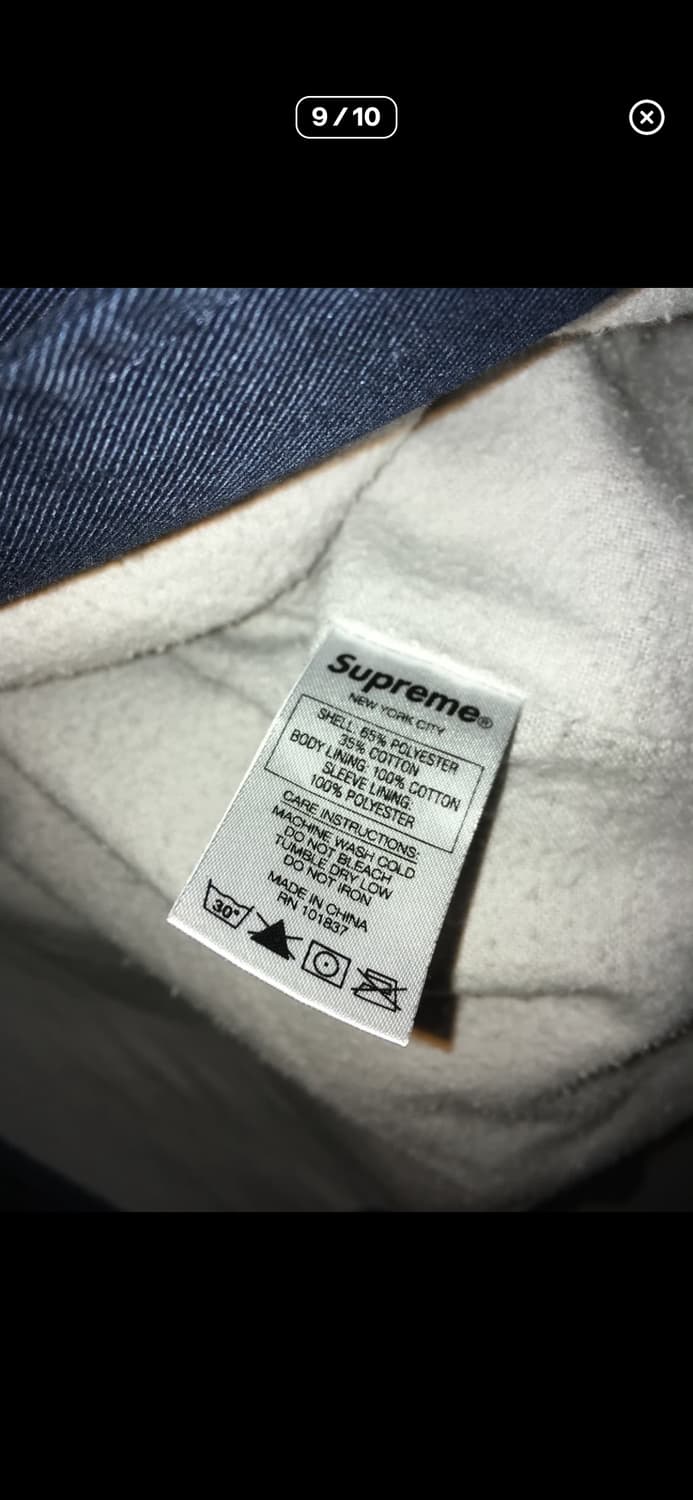 9/10
Supreme®
NEW YORK CITY
SHELL: 65% POLYESTER
35% COTTON
BODY LINING: 100% COTTON
SLEEVE LINING:
100% POLYESTER
CARE INSTRUCTIONS:
MACHINE WASH COLD
DO NOT BLEACH
TUMBLE DRY LOW
DO NOT IRON
MADE IN CHINA
RN 101837
30°